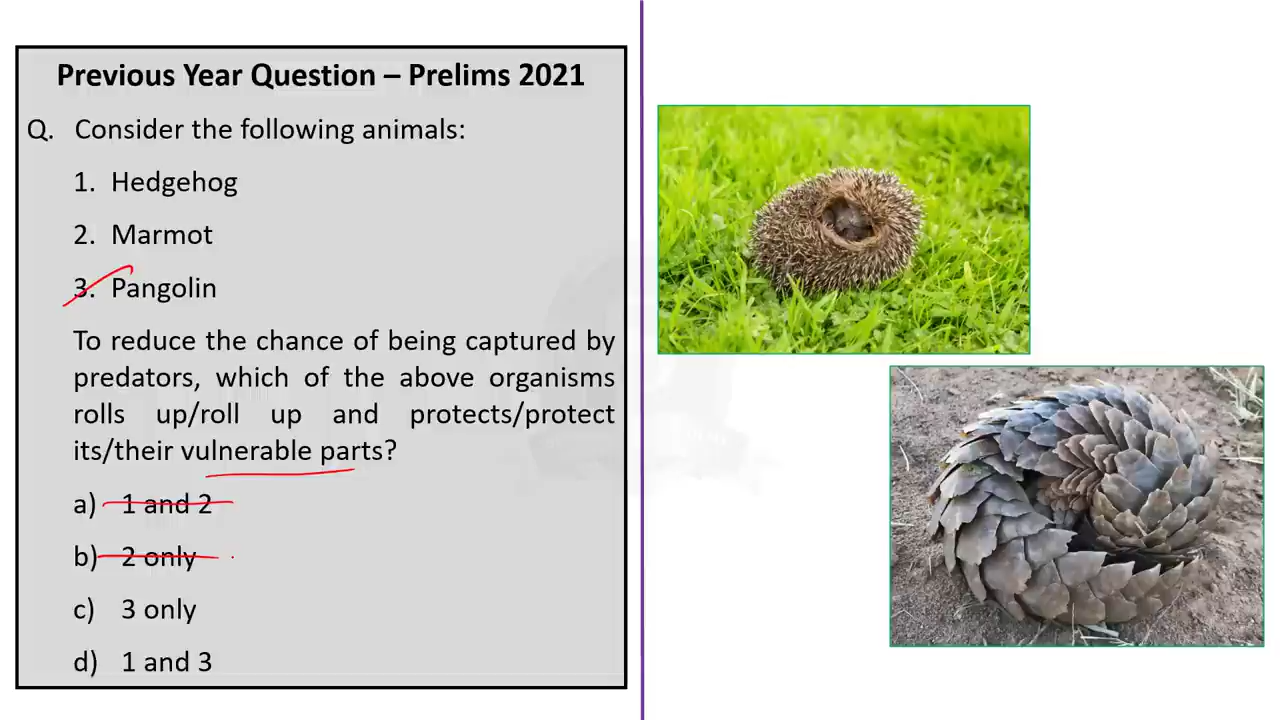 Previous Year Question – Prelims 2021
Q. Consider the following animals:
1. Hedgehog
2. Marmot
3. Pangolin
To reduce the chance of being captured by
predators, which of the above organisms
rolls up/roll up and protects/protect
its/their vulnerable parts?
a) 1 and 2
b) 2 only
c) 3 only
d) 1 and 3